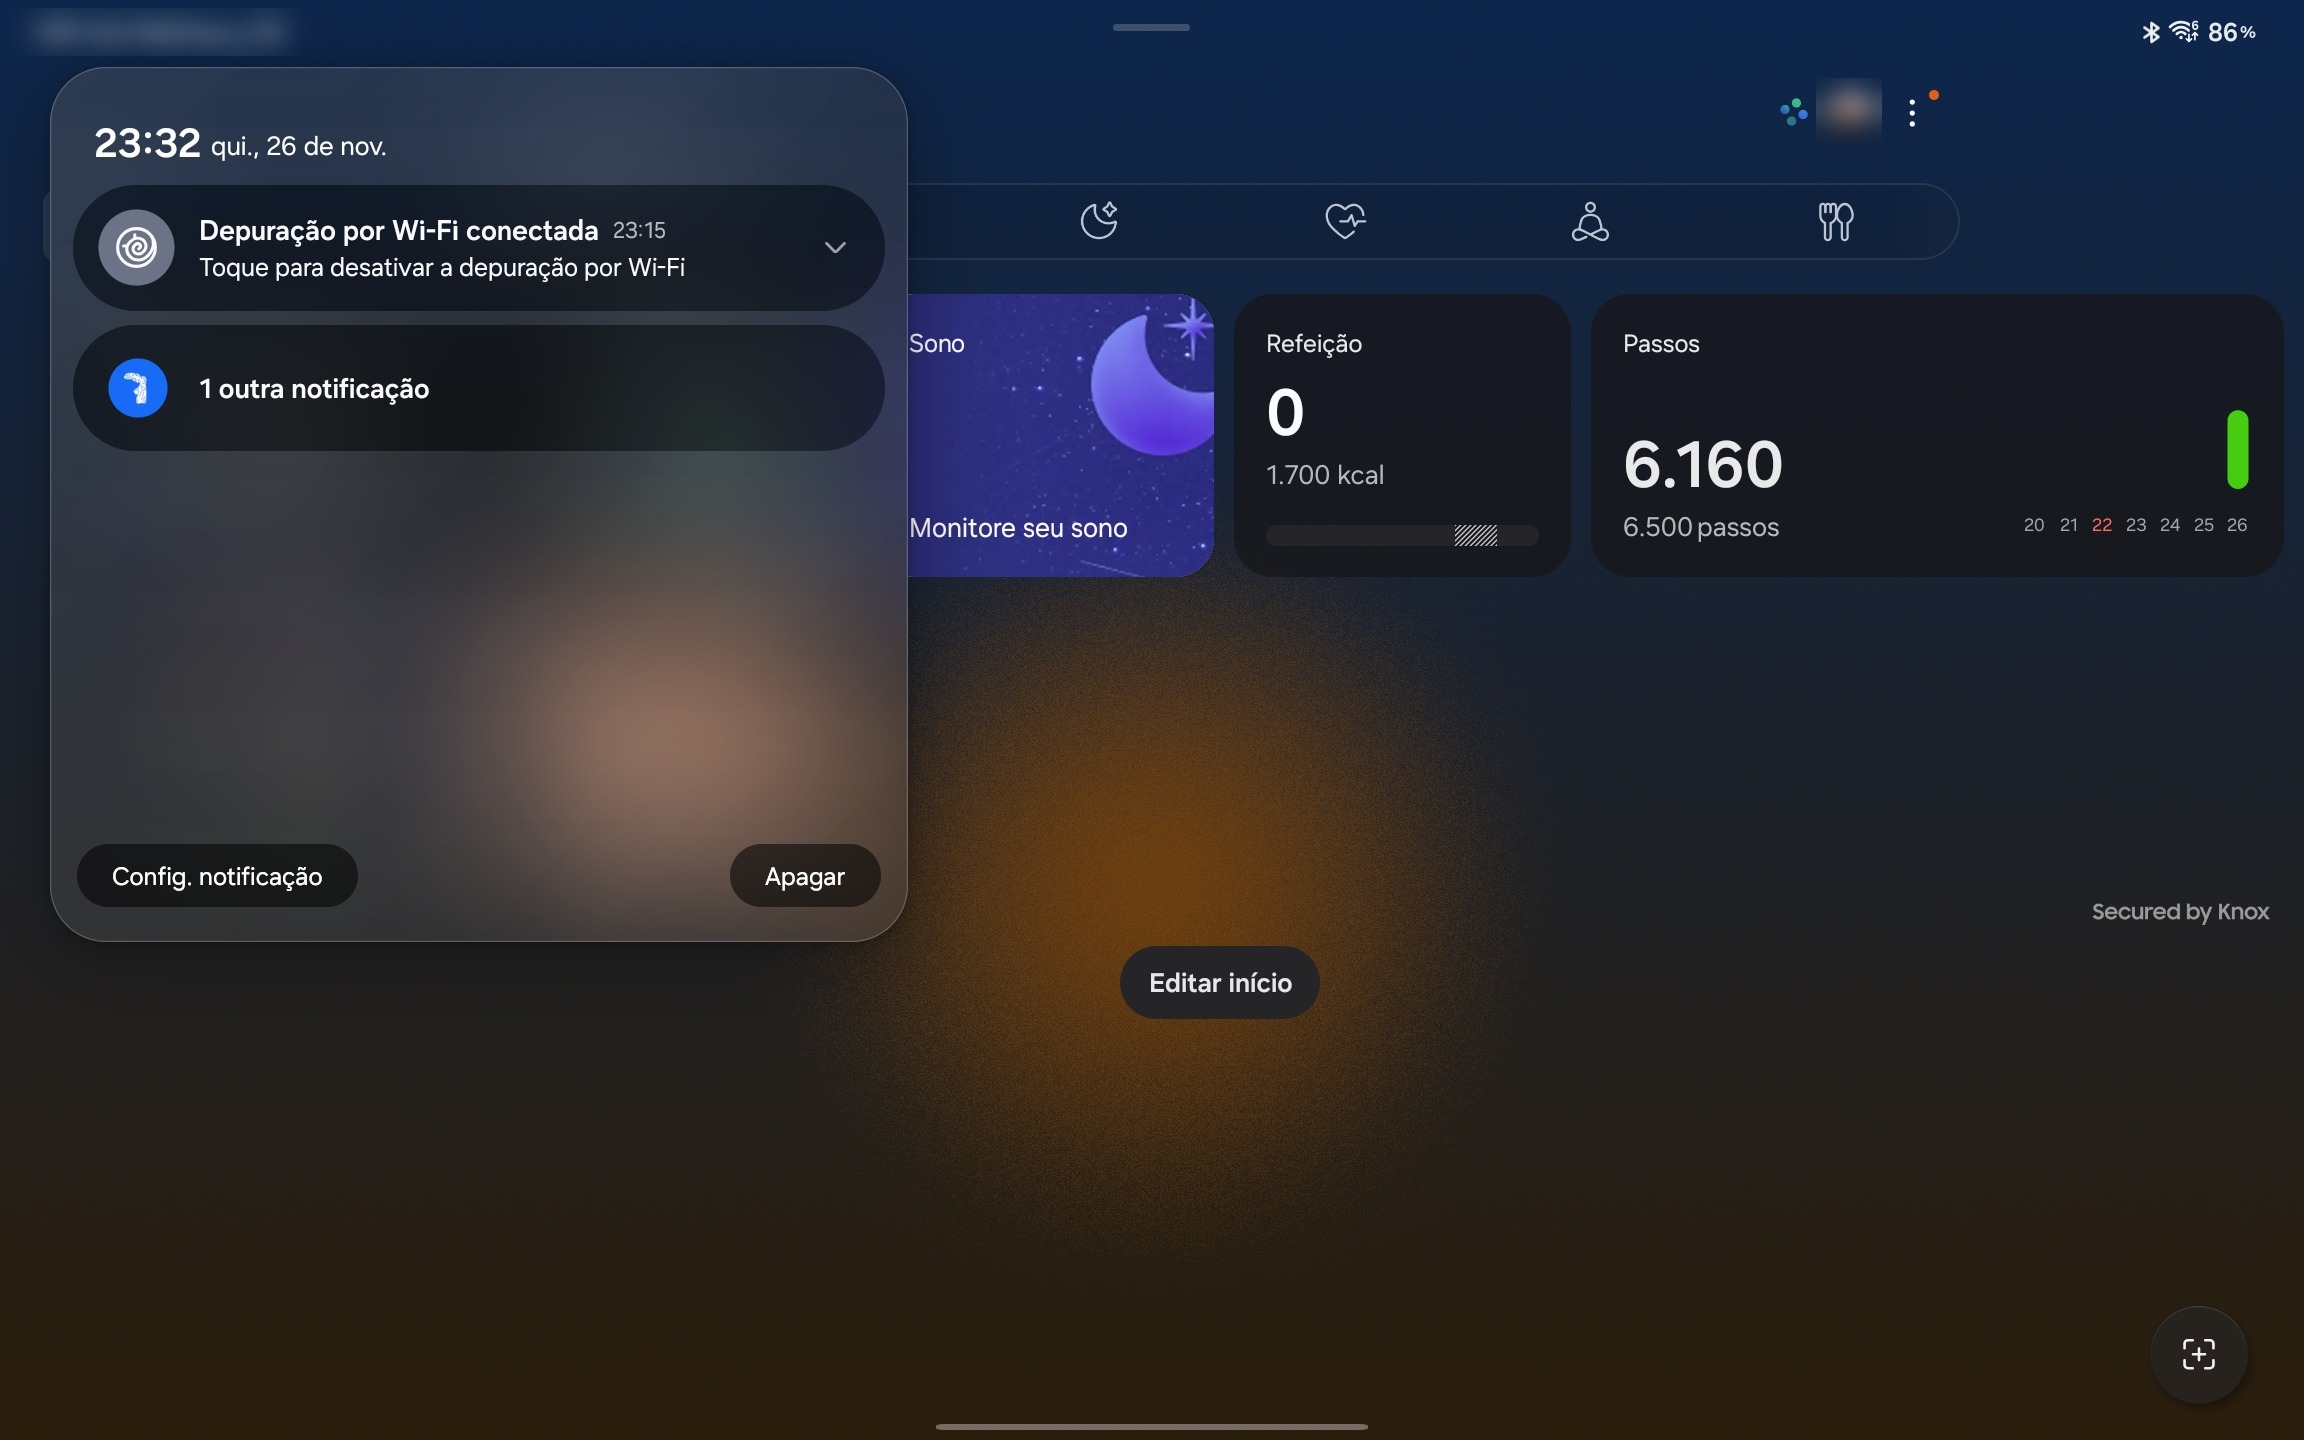 86%
23:32 qui., 26 de nov.
Depuração por Wi-Fi conectada 23:15
Toque para desativar a depuração por Wi-Fi
1 outra notificação
Config. notificação
Apagar
Sono
Monitore seu sono
Refeição
0
1.700 kcal
Passos
6.160
6.500 passos
20 21 22 23 24 25 26
Secured by Knox
Editar início